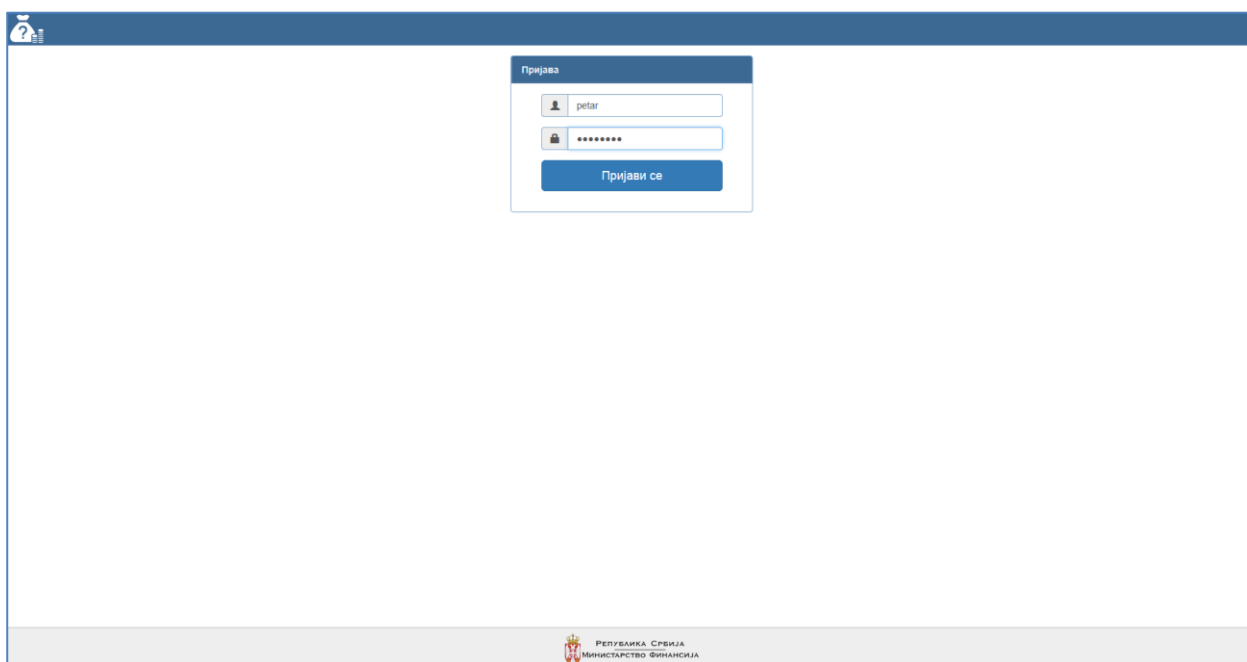 Пријава
petar
••••••••
Пријави се
Република Србија
Министарство Финансија